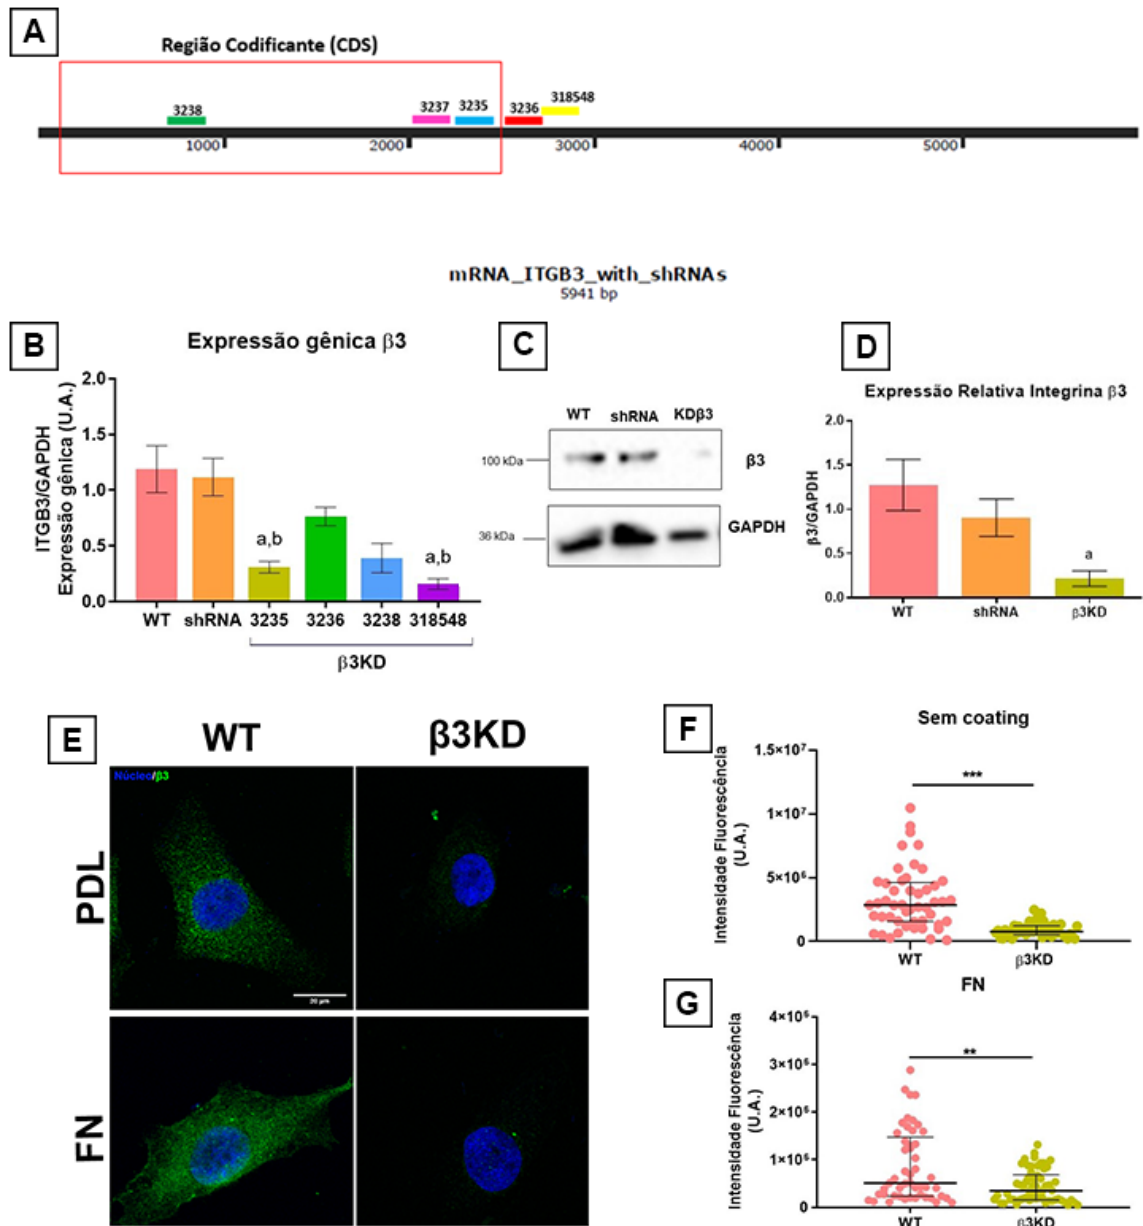 A
Região Codificante (CDS)
3238
3237
3235
3236
318548
1000
2000
3000
4000
5000
mRNA_ITGB3_with_shRNAs
5941 bp
B
Expressão gênica β3
ITGB3/GAPDH
Expressão gênica (U.A.)
2.0
1.5
1.0
0.5
0.0
a,b
a,b
WT shRNA 3235 3236 3238 318548
β3KD
C
WT shRNA KDβ3
100 kDa
β3
36 kDa
GAPDH
D
Expressão Relativa Integrina β3
β3/GAPDH
2.0
1.5
1.0
0.5
0.0
a
WT shRNA β3KD
E
WT β3KD
Núcleo/β3
PDL
20 µm
FN
F
Sem coating
Intensidade Fluorescência
(U.A.)
1.5×10⁷
1×10⁷
5×10⁶
0
***
WT β3KD
G
FN
Intensidade Fluorescência
(U.A.)
4×10⁶
3×10⁶
2×10⁶
1×10⁶
0
**
WT β3KD